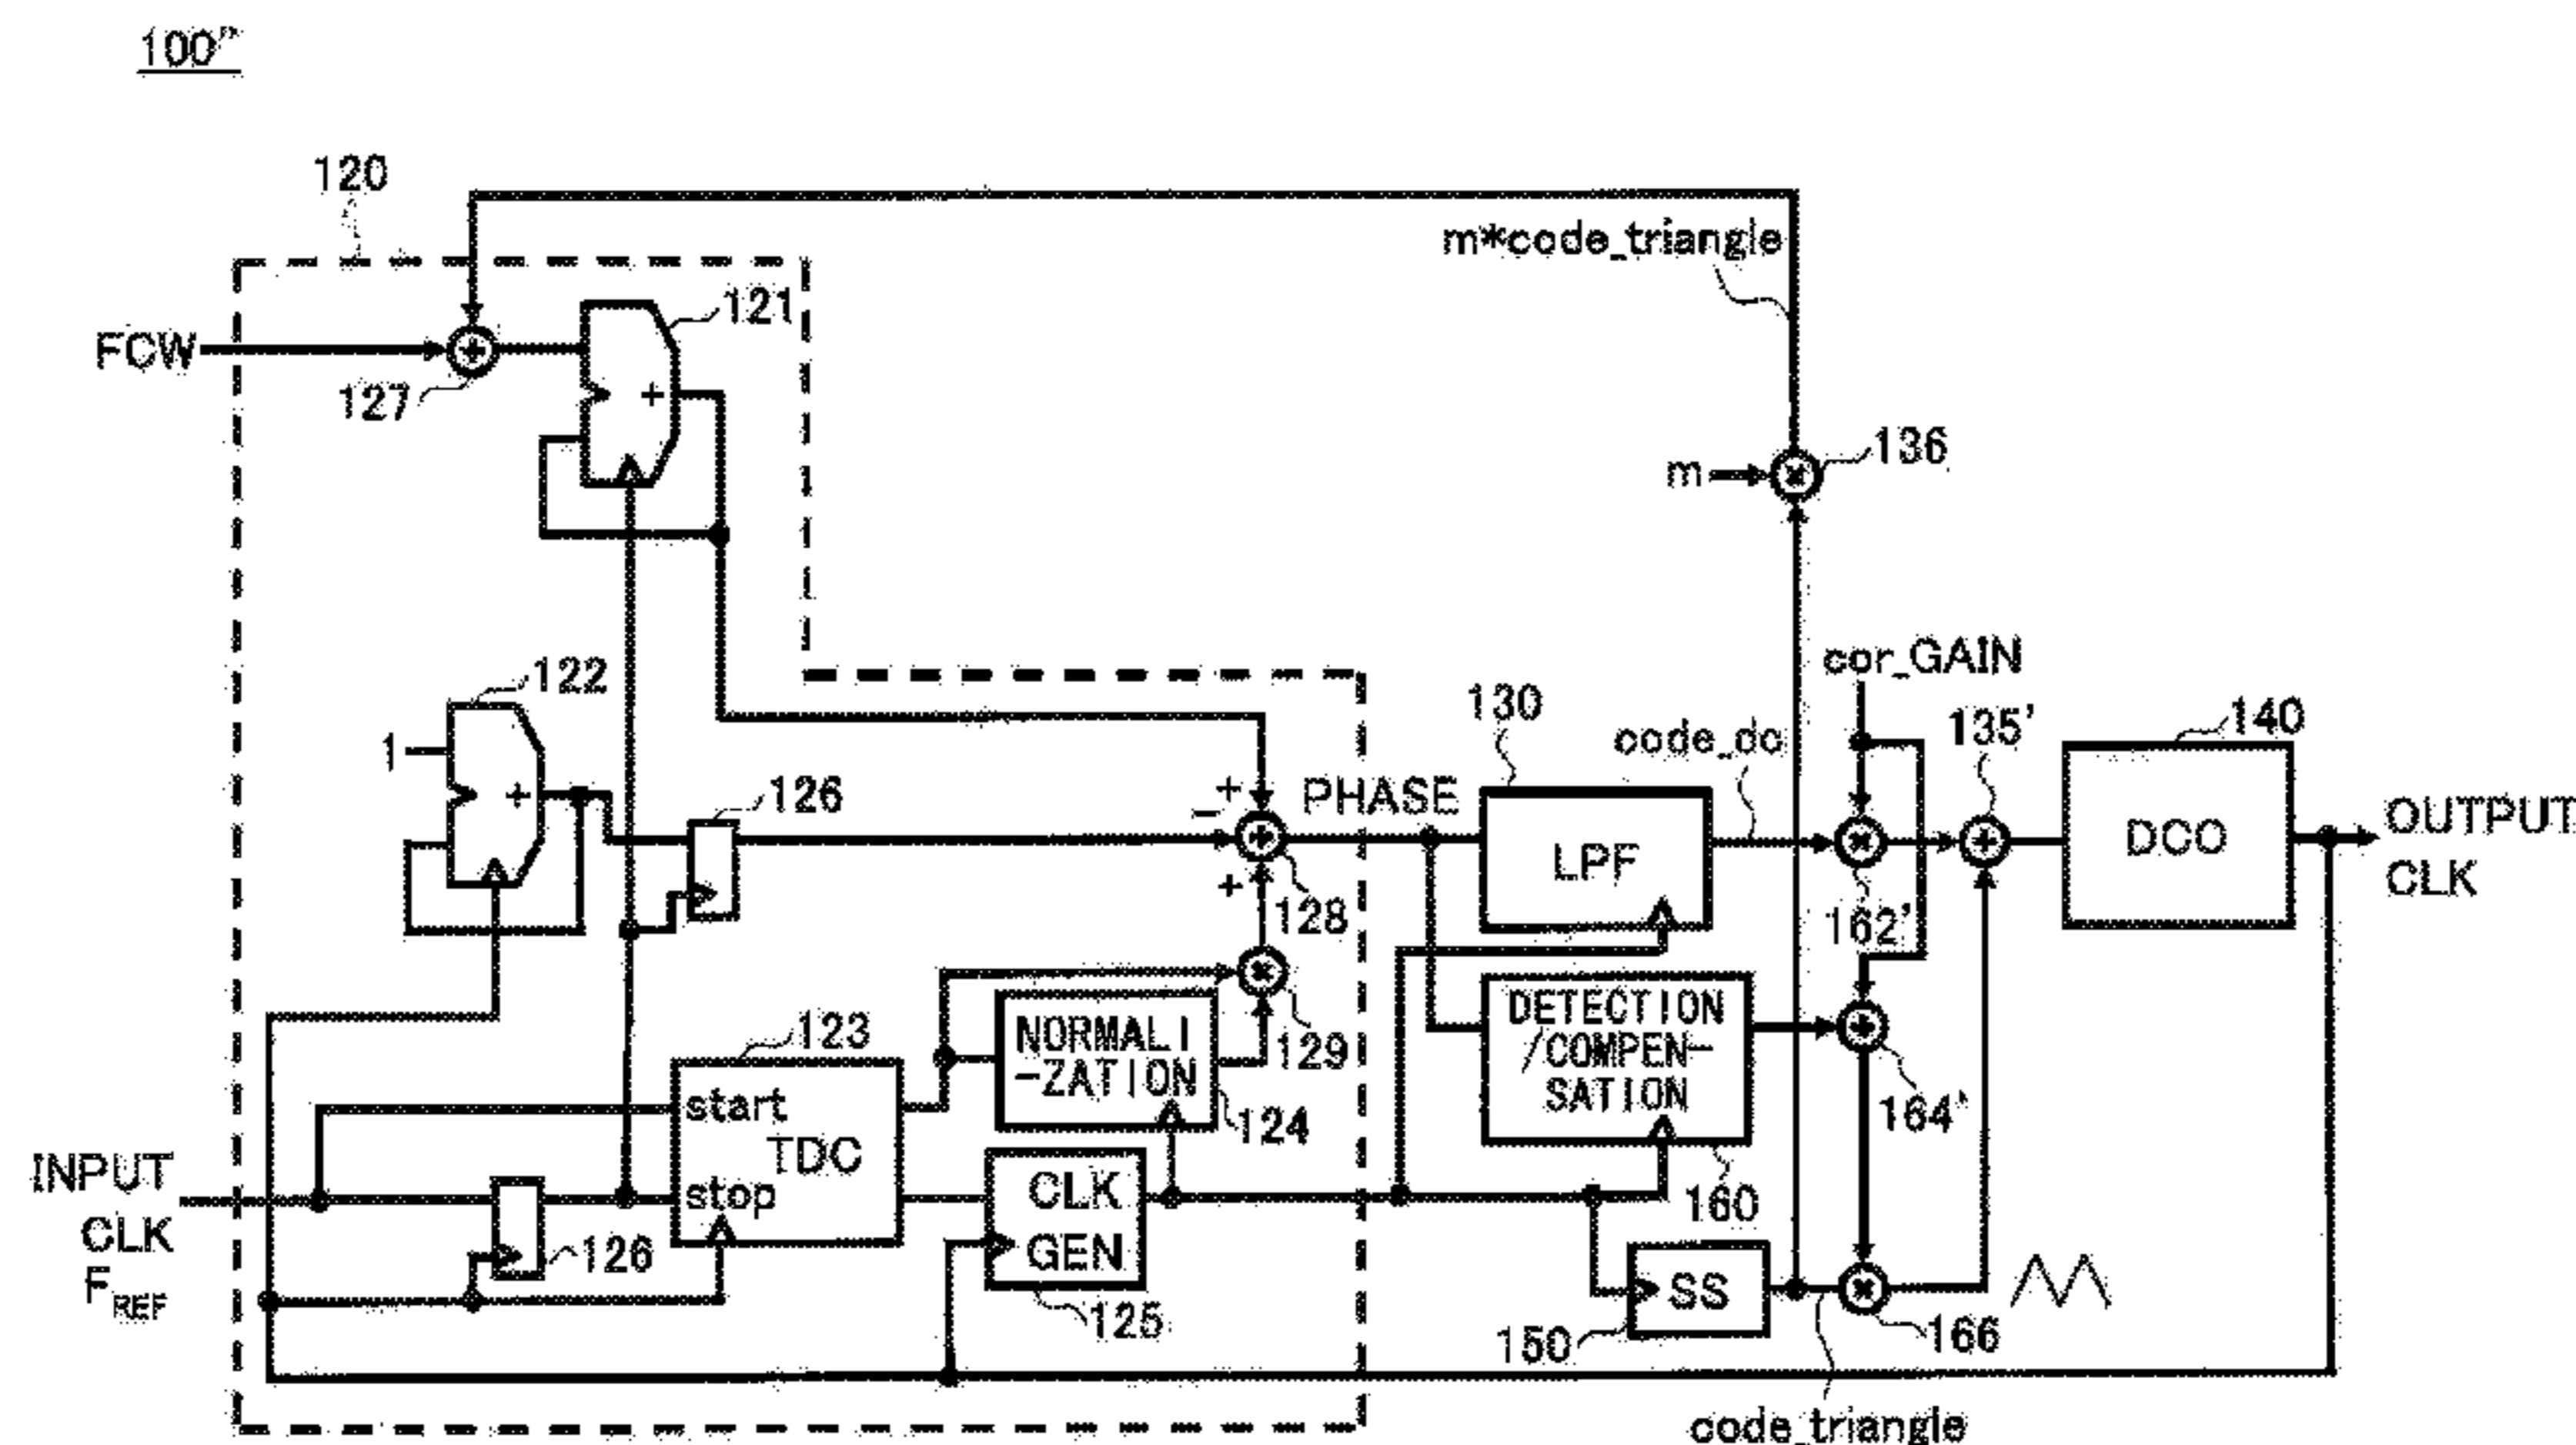 100"
120
m*code_triangle
FCW
127
121
+
m
136
122
1
+
126
cor_GAIN
130
code_dc
135'
140
PHASE
LPF
DCO
OUTPUT
CLK
128
162'
123
NORMALI
-ZATION
129
124
DETECTION
/COMPEN-
SATION
164'
start
TDC
stop
INPUT
CLK
FREF
126
CLK
GEN
125
160
SS
150
166
code_triangle